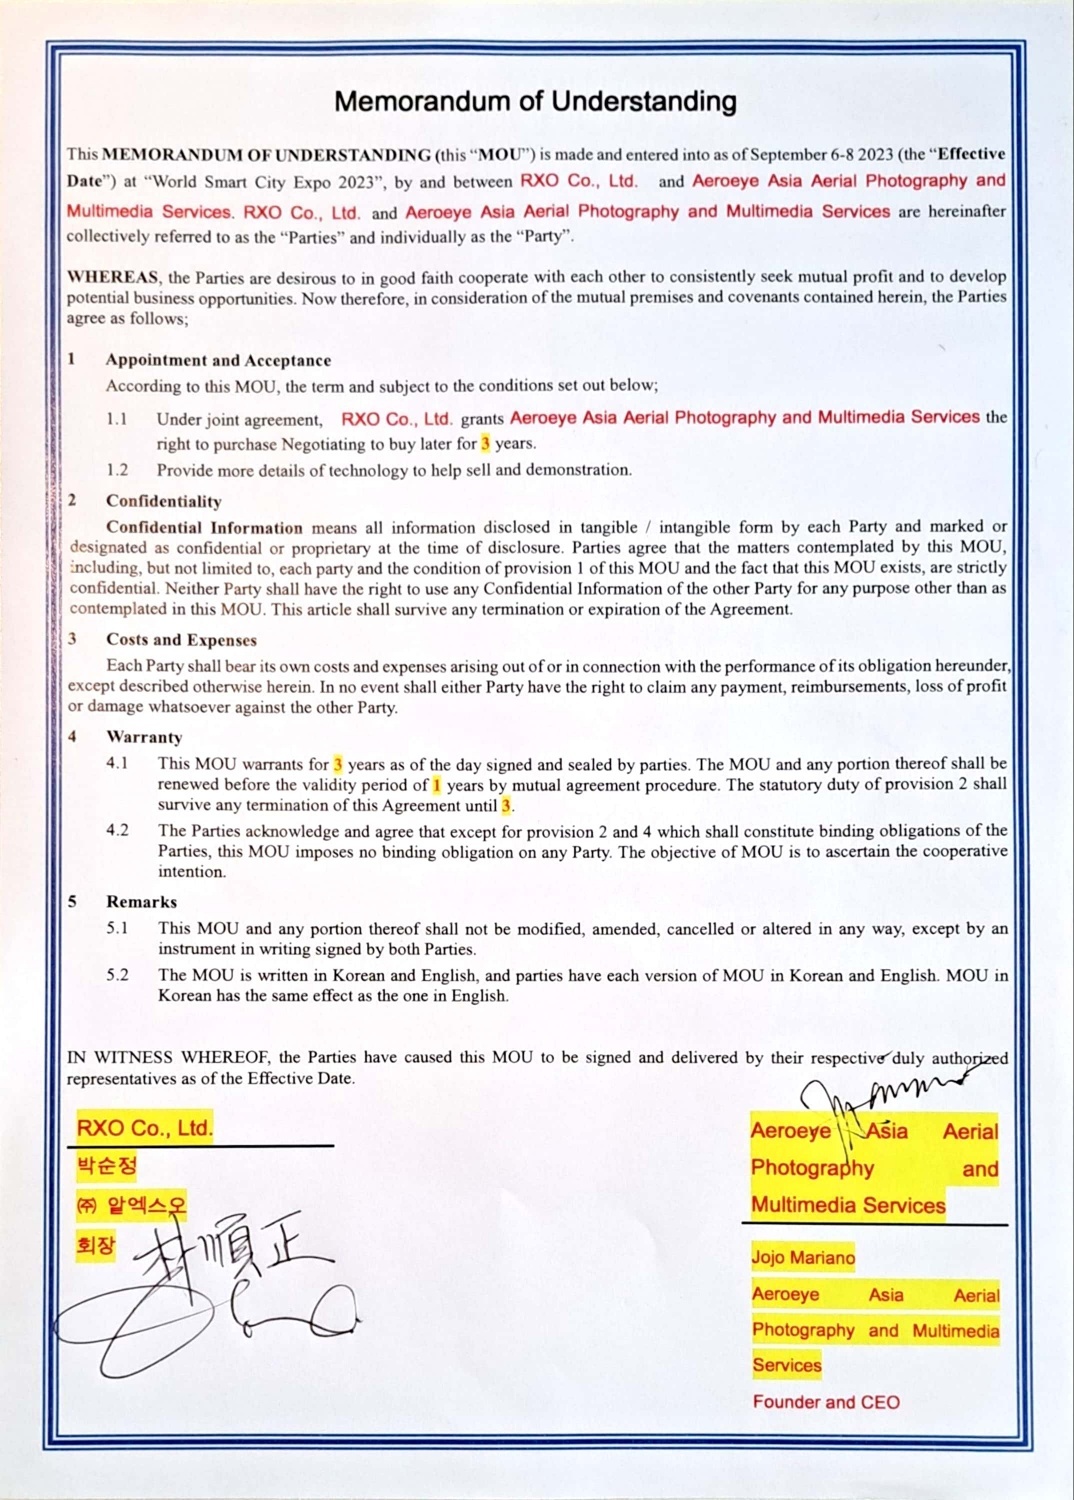 Memorandum of Understanding
This MEMORANDUM OF UNDERSTANDING (this “MOU”) is made and entered into as of September 6-8 2023 (the “Effective
Date”) at “World Smart City Expo 2023”, by and between RXO Co., Ltd. and Aeroeye Asia Aerial Photography and
Multimedia Services. RXO Co., Ltd. and Aeroeye Asia Aerial Photography and Multimedia Services are hereinafter
collectively referred to as the “Parties” and individually as the “Party”.
WHEREAS, the Parties are desirous to in good faith cooperate with each other to consistently seek mutual profit and to develop
potential business opportunities. Now therefore, in consideration of the mutual premises and covenants contained herein, the Parties
agree as follows;
1 Appointment and Acceptance
According to this MOU, the term and subject to the conditions set out below;
1.1 Under joint agreement, RXO Co., Ltd. grants Aeroeye Asia Aerial Photography and Multimedia Services the
right to purchase Negotiating to buy later for 3 years.
1.2 Provide more details of technology to help sell and demonstration.
2 Confidentiality
Confidential Information means all information disclosed in tangible / intangible form by each Party and marked or
designated as confidential or proprietary at the time of disclosure. Parties agree that the matters contemplated by this MOU,
including, but not limited to, each party and the condition of provision 1 of this MOU and the fact that this MOU exists, are strictly
confidential. Neither Party shall have the right to use any Confidential Information of the other Party for any purpose other than as
contemplated in this MOU. This article shall survive any termination or expiration of the Agreement.
3 Costs and Expenses
Each Party shall bear its own costs and expenses arising out of or in connection with the performance of its obligation hereunder,
except described otherwise herein. In no event shall either Party have the right to claim any payment, reimbursements, loss of profit
or damage whatsoever against the other Party.
4 Warranty
4.1 This MOU warrants for 3 years as of the day signed and sealed by parties. The MOU and any portion thereof shall be
renewed before the validity period of 1 years by mutual agreement procedure. The statutory duty of provision 2 shall
survive any termination of this Agreement until 3.
4.2 The Parties acknowledge and agree that except for provision 2 and 4 which shall constitute binding obligations of the
Parties, this MOU imposes no binding obligation on any Party. The objective of MOU is to ascertain the cooperative
intention.
5 Remarks
5.1 This MOU and any portion thereof shall not be modified, amended, cancelled or altered in any way, except by an
instrument in writing signed by both Parties.
5.2 The MOU is written in Korean and English, and parties have each version of MOU in Korean and English. MOU in
Korean has the same effect as the one in English.
IN WITNESS WHEREOF, the Parties have caused this MOU to be signed and delivered by their respective duly authorized
representatives as of the Effective Date.
RXO Co., Ltd.
박순정
㈜ 알엑스오
회장
朴順正
Aeroeye Asia Aerial
Photography and
Multimedia Services
Jojo Mariano
Aeroeye Asia Aerial
Photography and Multimedia
Services
Founder and CEO